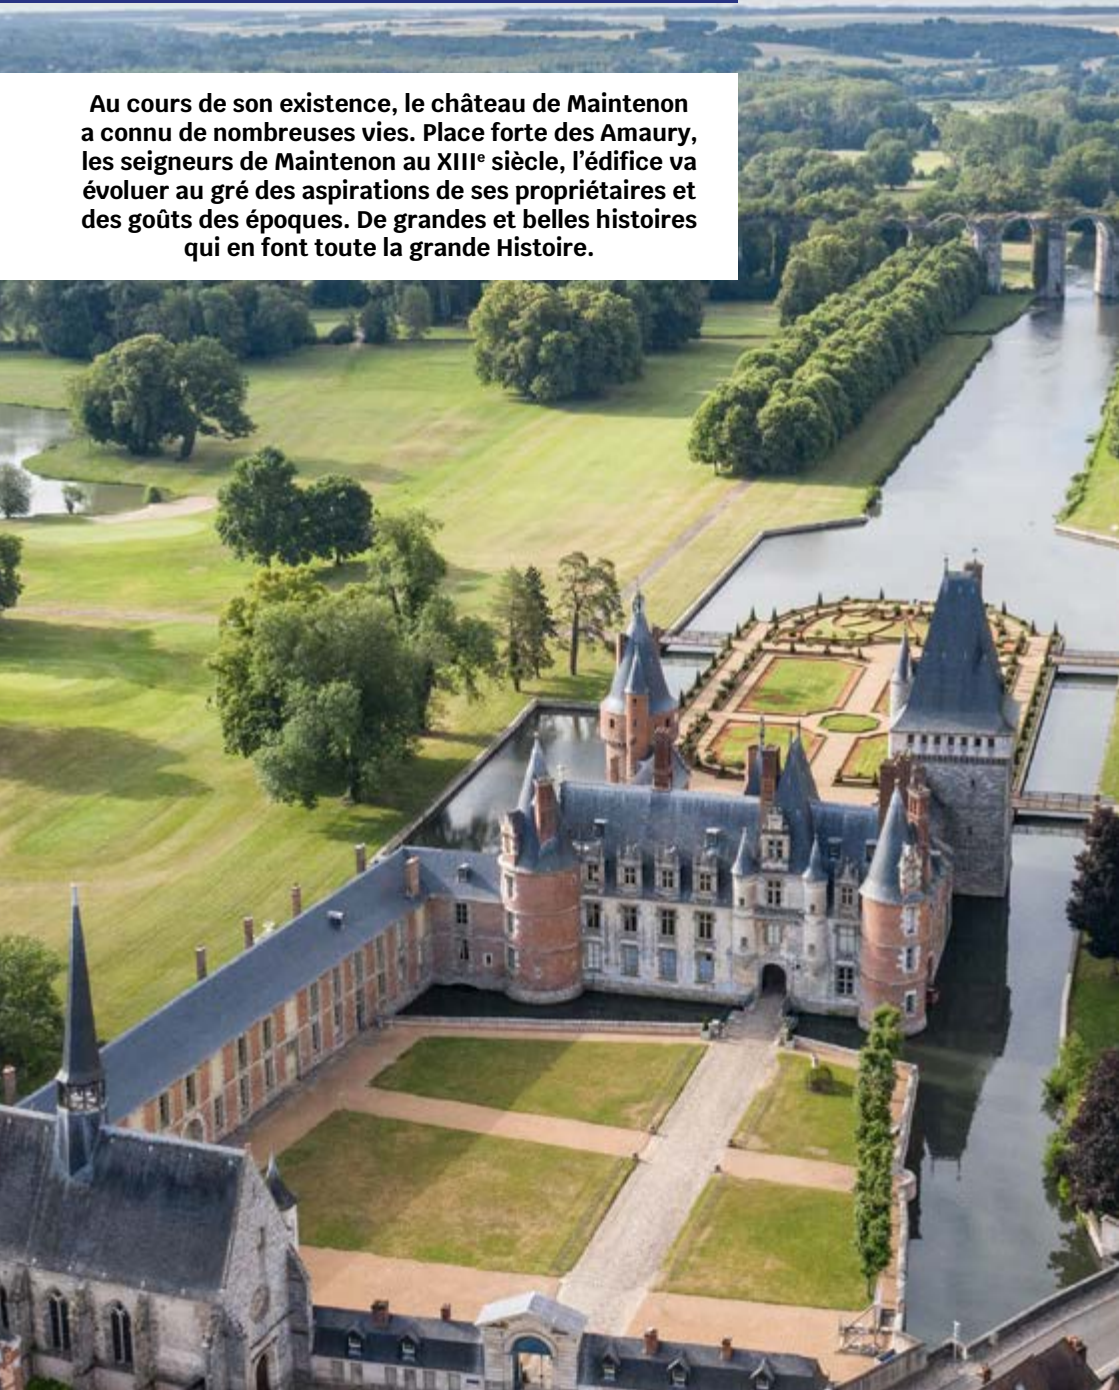 Au cours de son existence, le château de Maintenon
a connu de nombreuses vies. Place forte des Amaury,
les seigneurs de Maintenon au XIIIᵉ siècle, l’édifice va
évoluer au gré des aspirations de ses propriétaires et
des goûts des époques. De grandes et belles histoires
qui en font toute la grande Histoire.